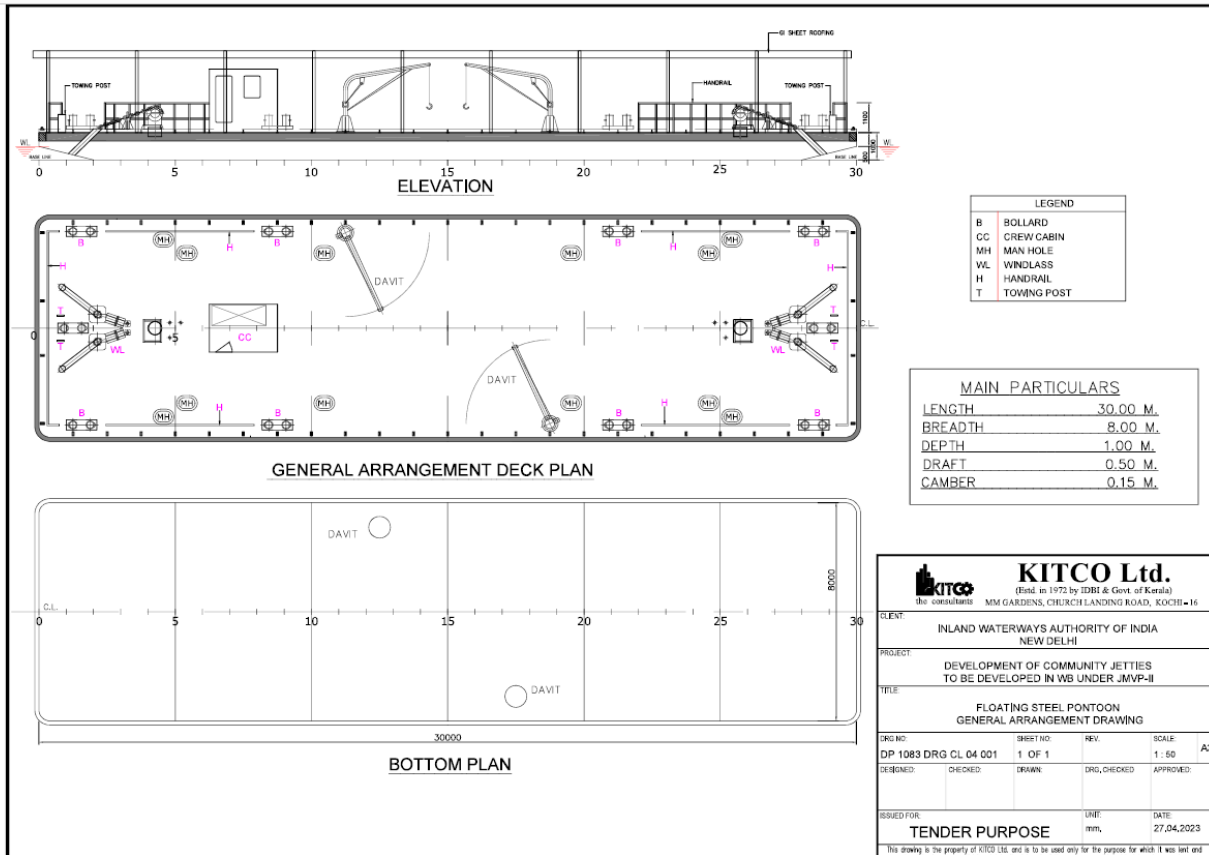 GI SHEET ROOFING
TOWING POST
HANDRAIL
TOWING POST
1100
WL
WL
BASE LINE
BASE LINE
500
1000
0 5 10 15 20 25 30
ELEVATION
B B B B
MH MH MH MH MH MH
H H
H H
DAVIT
T T
0 +5 C.L.
CC
T T
WL WL
DAVIT
MH MH MH MH MH MH
H H
B B B B
GENERAL ARRANGEMENT DECK PLAN
DAVIT
8000
C.L.
0 5 10 15 20 25 30
DAVIT
30000
BOTTOM PLAN
LEGEND
B BOLLARD
CC CREW CABIN
MH MAN HOLE
WL WINDLASS
H HANDRAIL
T TOWING POST
MAIN PARTICULARS
LENGTH 30.00 M.
BREADTH 8.00 M.
DEPTH 1.00 M.
DRAFT 0.50 M.
CAMBER 0.15 M.
KITCO
the consultants
KITCO Ltd.
(Estd. in 1972 by IDBI & Govt. of Kerala)
MM GARDENS, CHURCH LANDING ROAD, KOCHI-16
CLIENT:
INLAND WATERWAYS AUTHORITY OF INDIA
NEW DELHI
PROJECT:
DEVELOPMENT OF COMMUNITY JETTIES
TO BE DEVELOPED IN WB UNDER JMVP-II
TITLE:
FLOATING STEEL PONTOON
GENERAL ARRANGEMENT DRAWING
DRG NO: SHEET NO: REV. SCALE:
DP 1083 DRG CL 04 001 1 OF 1 1 : 50
DESIGNED: CHECKED: DRAWN: DRG, CHECKED APPROVED:
ISSUED FOR: UNIT: DATE:
TENDER PURPOSE mm, 27,04,2023
This drawing is the property of KITCO Ltd. and is to be used only for the purpose for which it was lent and